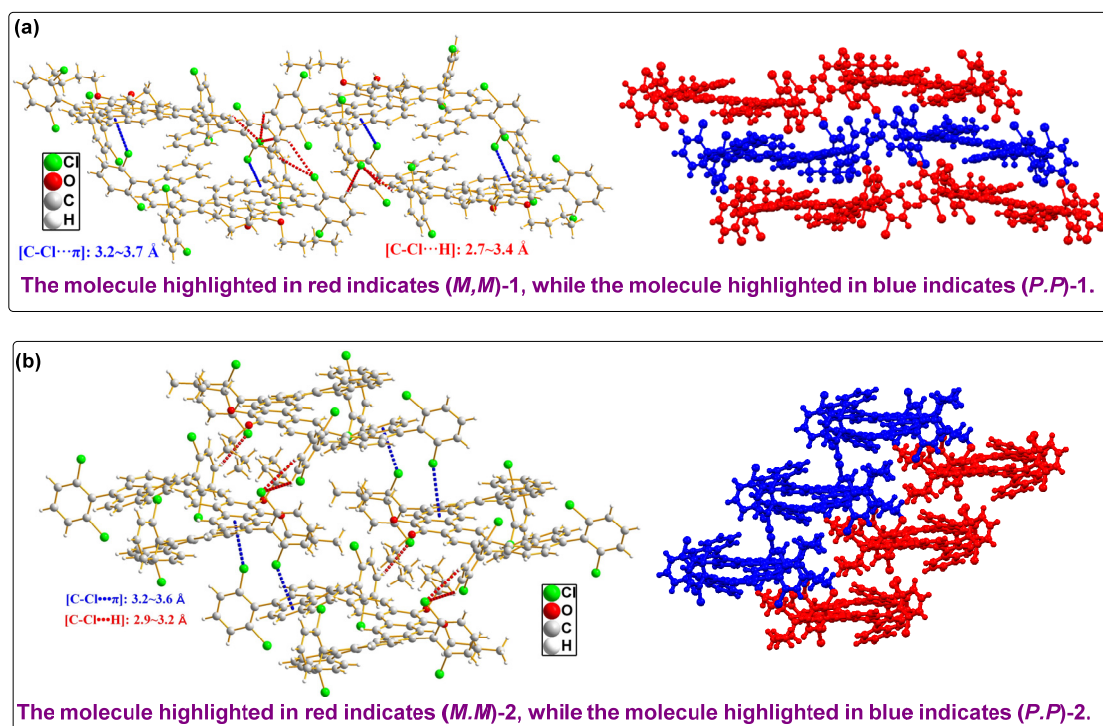 (a)
Cl
O
C
H
[C-Cl···π]: 3.2~3.7 Å
[C-Cl···H]: 2.7~3.4 Å
The molecule highlighted in red indicates (M,M)-1, while the molecule highlighted in blue indicates (P.P)-1.
(b)
[C-Cl•••π]: 3.2~3.6 Å
[C-Cl•••H]: 2.9~3.2 Å
Cl
O
C
H
The molecule highlighted in red indicates (M.M)-2, while the molecule highlighted in blue indicates (P.P)-2.